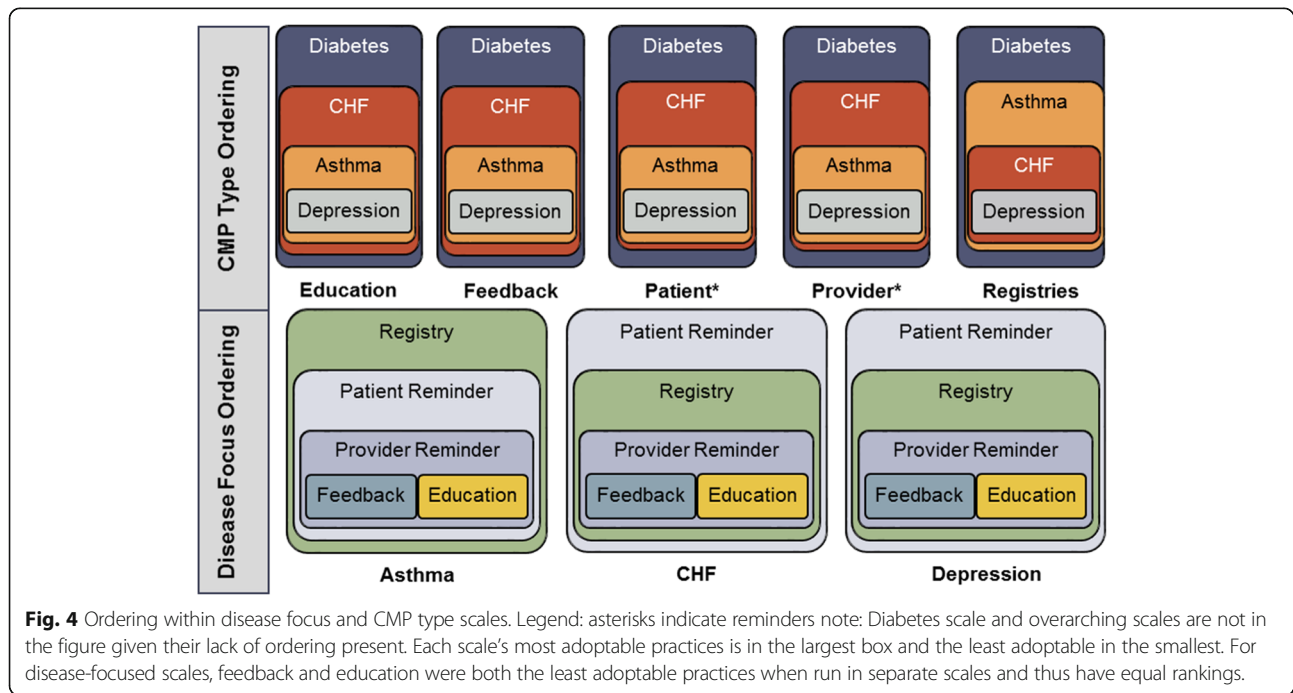 CMP Type Ordering
Diabetes
CHF
Asthma
Depression
Education
Diabetes
CHF
Asthma
Depression
Feedback
Diabetes
CHF
Asthma
Depression
Patient*
Diabetes
CHF
Asthma
Depression
Provider*
Diabetes
Asthma
CHF
Depression
Registries
Disease Focus Ordering
Registry
Patient Reminder
Provider Reminder
Feedback
Education
Asthma
Patient Reminder
Registry
Provider Reminder
Feedback
Education
CHF
Patient Reminder
Registry
Provider Reminder
Feedback
Education
Depression
Fig. 4 Ordering within disease focus and CMP type scales. Legend: asterisks indicate reminders note: Diabetes scale and overarching scales are not in
the figure given their lack of ordering present. Each scale’s most adoptable practices is in the largest box and the least adoptable in the smallest. For
disease-focused scales, feedback and education were both the least adoptable practices when run in separate scales and thus have equal rankings.